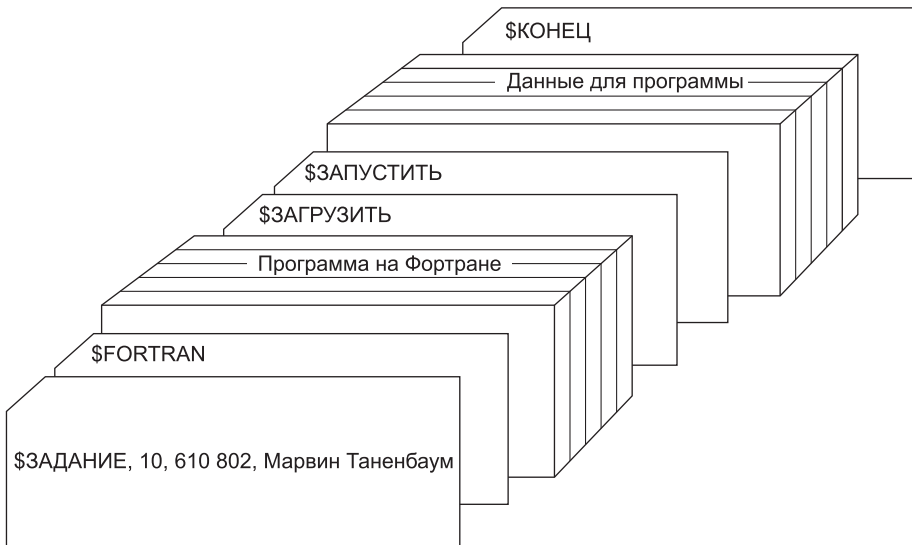 $КОНЕЦ
Данные для программы
$ЗАПУСТИТЬ
$ЗАГРУЗИТЬ
Программа на Фортране
$FORTRAN
$ЗАДАНИЕ, 10, 610 802, Марвин Таненбаум